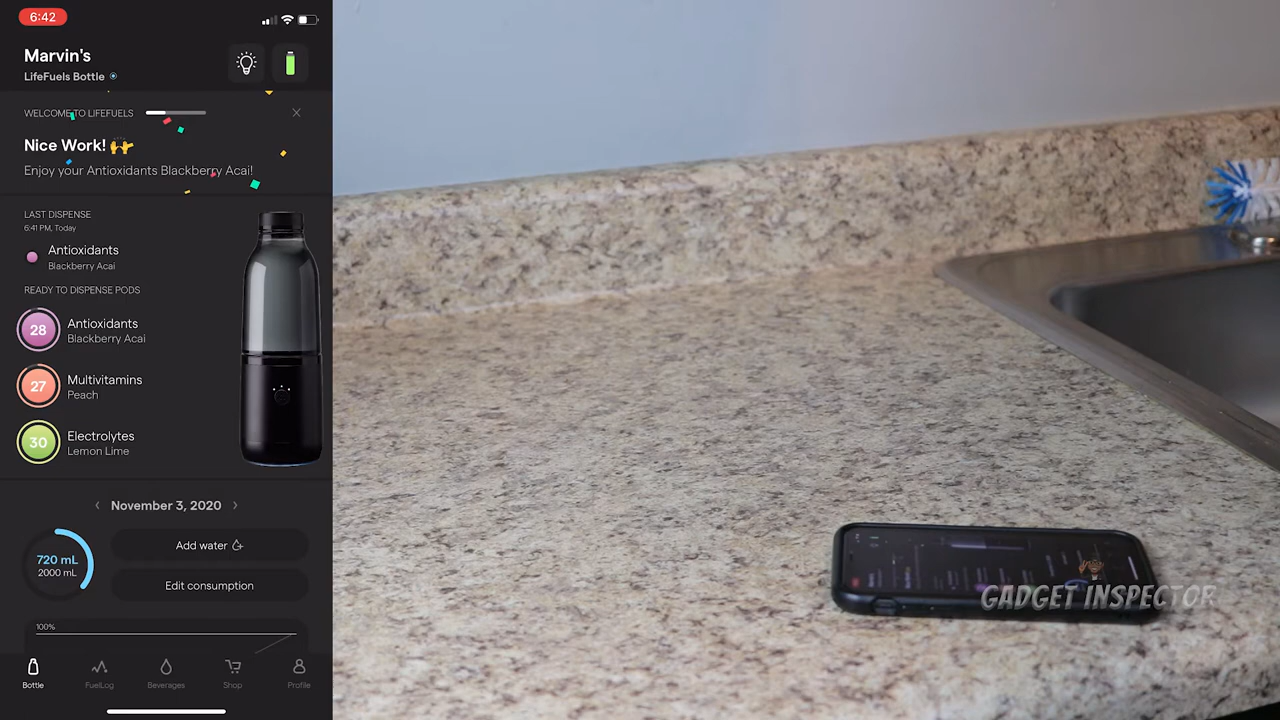 6:42
Marvin's
LifeFuels Bottle
WELCOME TO LIFEFUELS
Nice Work!
Enjoy your Antioxidants Blackberry Acai!
LAST DISPENSE
6:41 PM, Today
Antioxidants
Blackberry Acai
READY TO DISPENSE PODS
28
Antioxidants
Blackberry Acai
27
Multivitamins
Peach
30
Electrolytes
Lemon Lime
November 3, 2020
720 mL
2000 mL
Add water
Edit consumption
100%
Bottle
FuelLog
Beverages
Shop
Profile
GADGET INSPECTOR